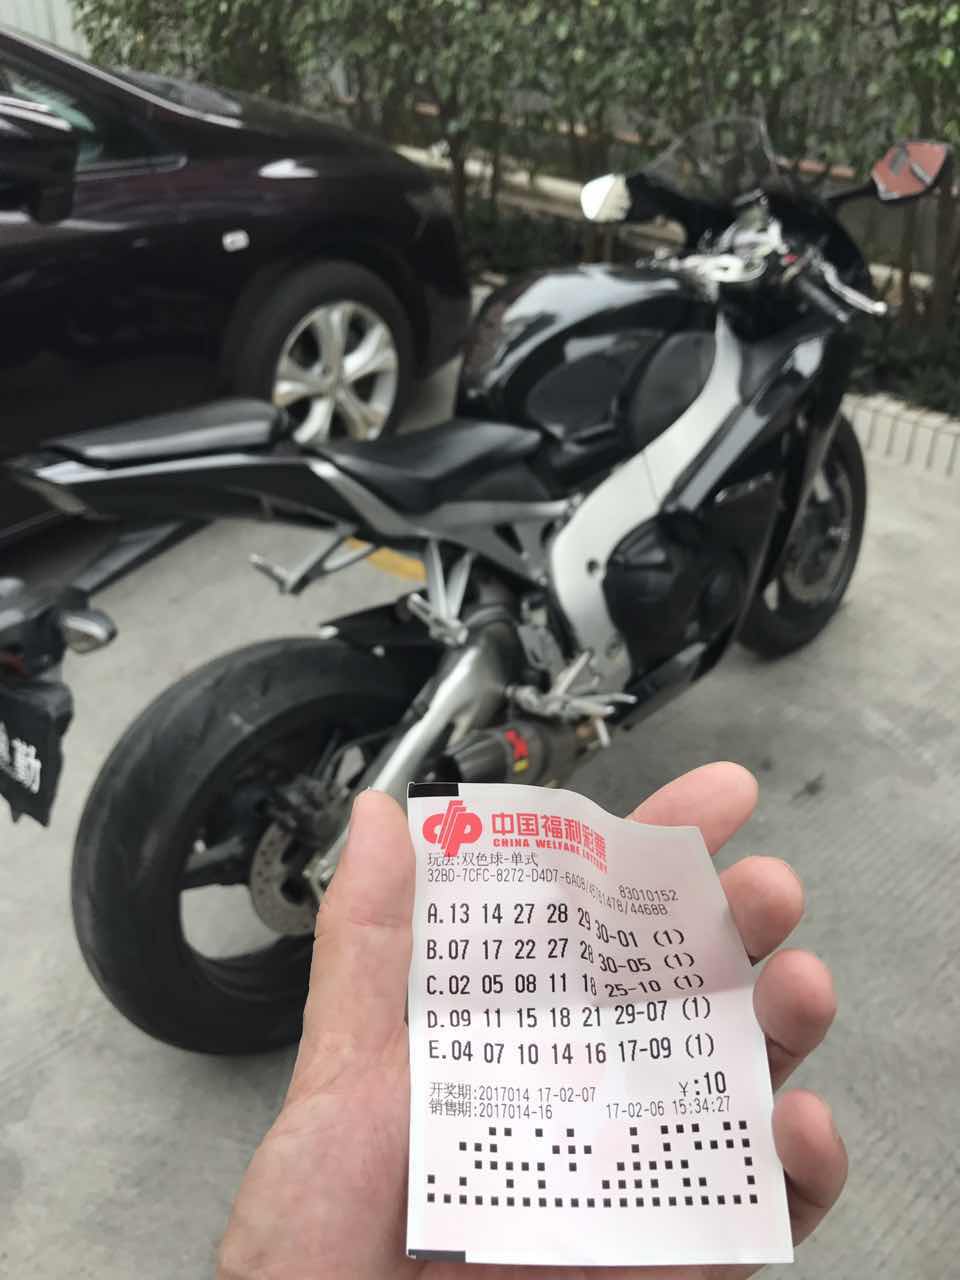 中国福利彩票
CHINA WELFARE LOTTERY
玩法:双色球-单式
83010152
32BD-7CFC-8272-D4D7-6A0B/45761478/4468B
A.13 14 27 28 29 30-01 (1)
B.07 17 22 27 28 30-05 (1)
C.02 05 08 11 18 25-10 (1)
D.09 11 15 18 21 29-07 (1)
E.04 07 10 14 16 17-09 (1)
开奖期:2017014 17-02-07
¥:10
销售期:2017014-16
17-02-06 15:34:27
勤